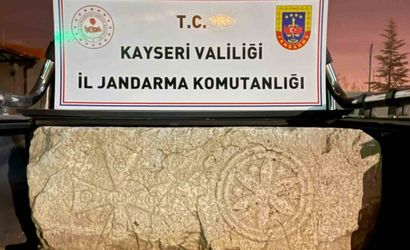 T.C.
KAYSERİ VALİLİĞİ
İL JANDARMA KOMUTANLIĞI